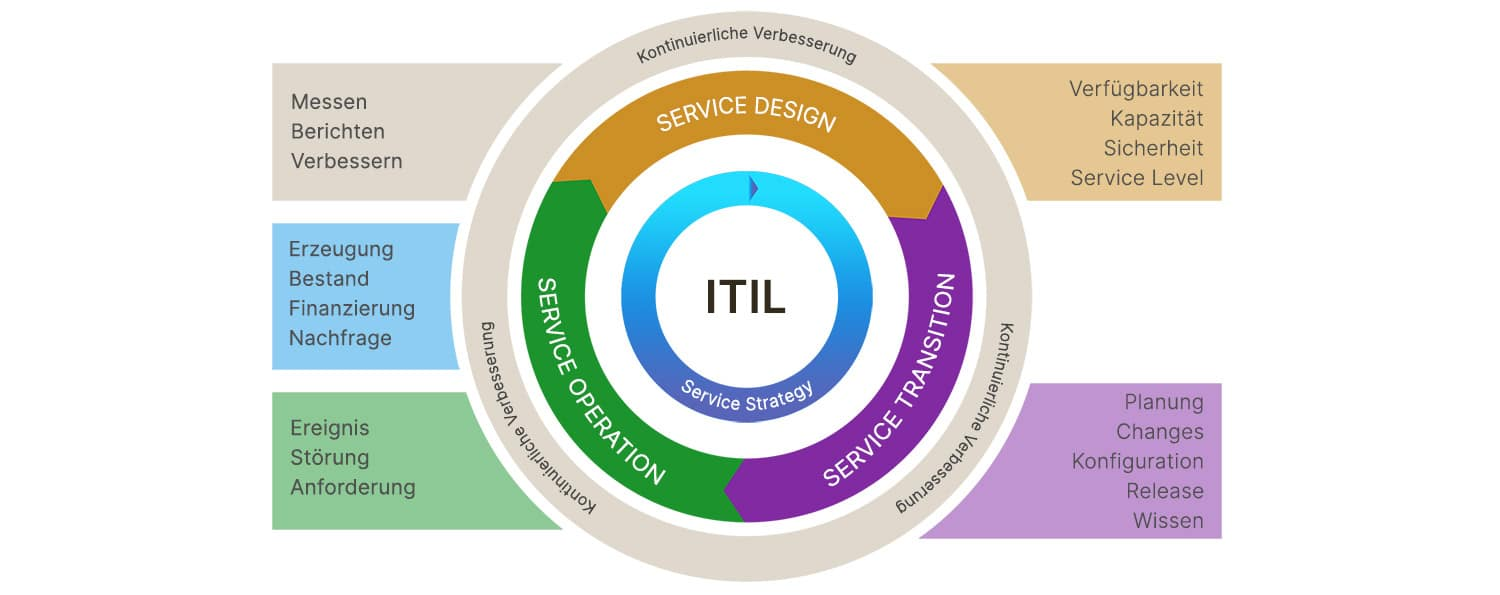 Kontinuierliche Verbesserung
SERVICE DESIGN
Messen
Berichten
Verbessern
Verfügbarkeit
Kapazität
Sicherheit
Service Level
Erzeugung
Bestand
Finanzierung
Nachfrage
ITIL
Service Strategy
SERVICE OPERATION
SERVICE TRANSITION
Kontinuierliche Verbesserung
Kontinuierliche Verbesserung
Ereignis
Störung
Anforderung
Planung
Changes
Konfiguration
Release
Wissen